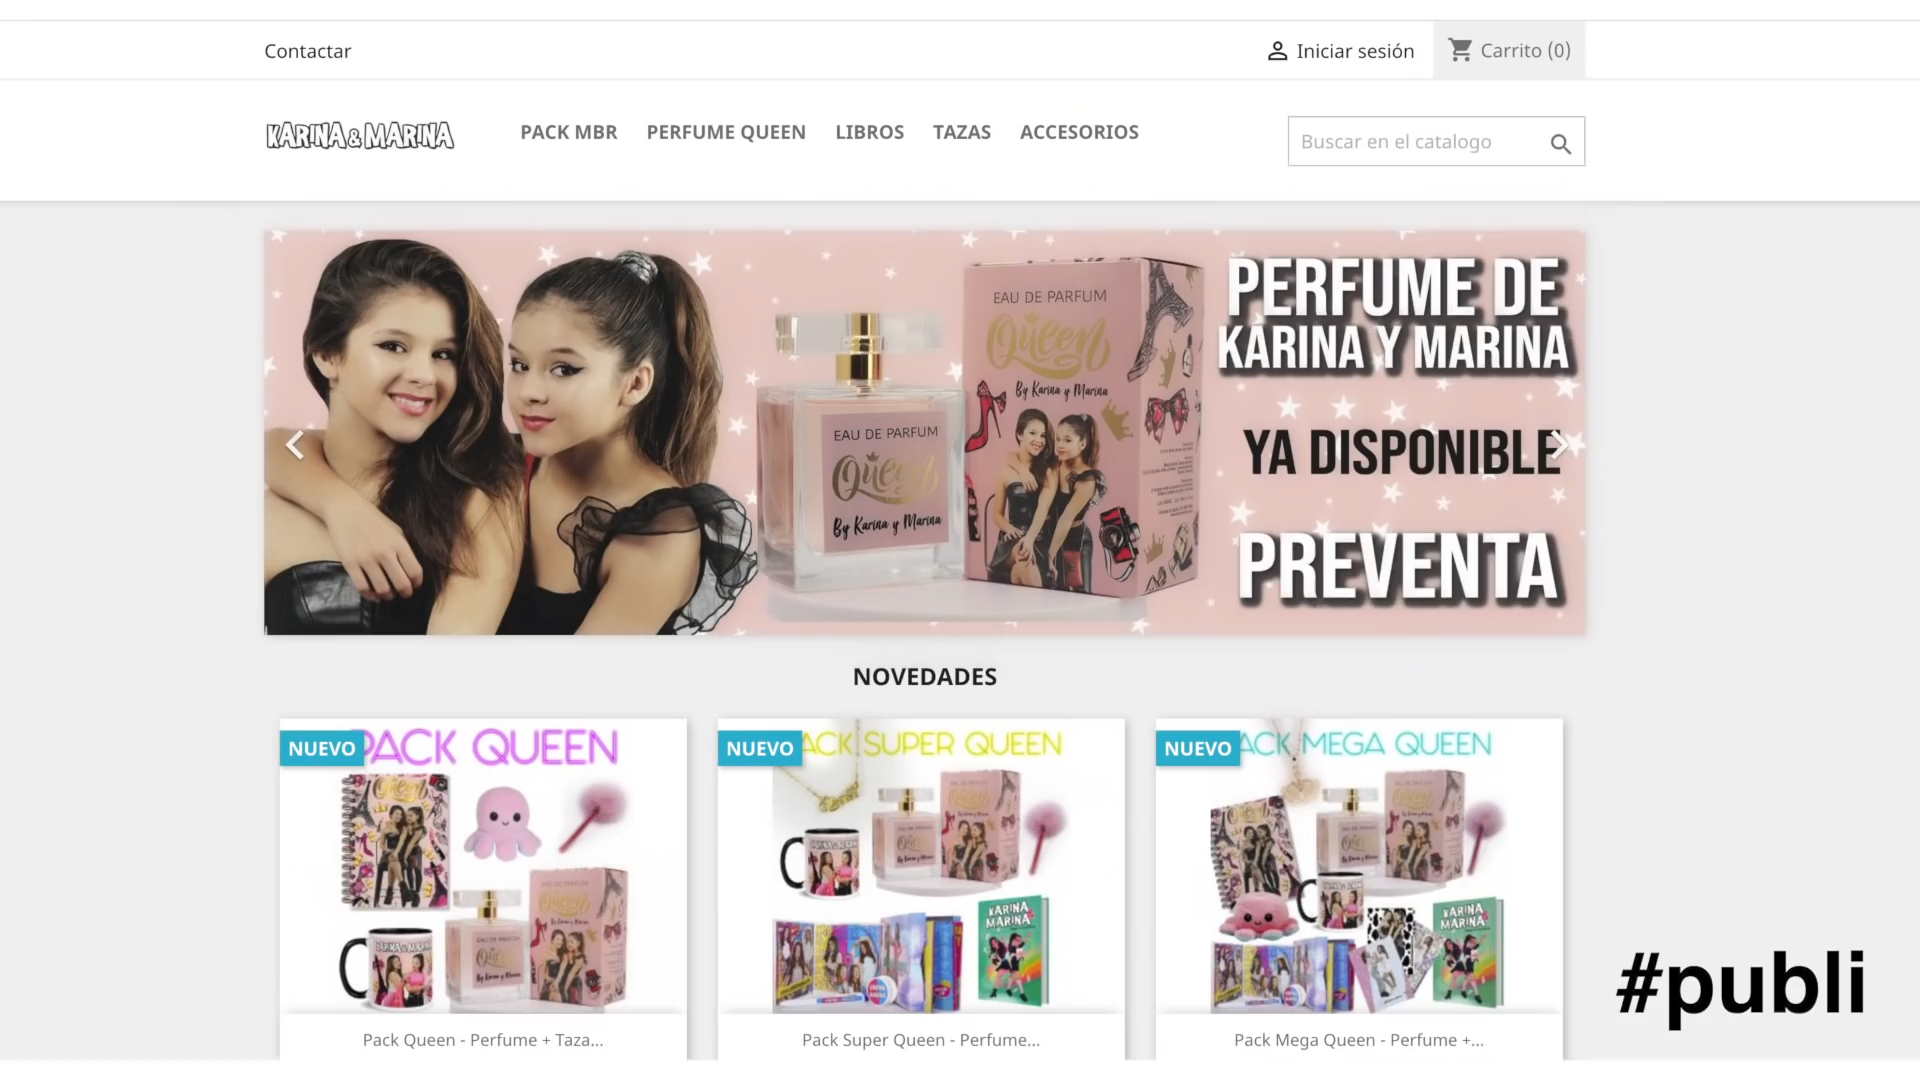 Contactar
Iniciar sesión
Carrito (0)
KARINA & MARINA
PACK MBR
PERFUME QUEEN
LIBROS
TAZAS
ACCESORIOS
Buscar en el catalogo
EAU DE PARFUM
Queen
By Karina y Marina
EAU DE PARFUM
Queen
By Karina y Marina
PERFUME DE
KARINA Y MARINA
YA DISPONIBLE
PREVENTA
NOVEDADES
NUEVO
PACK QUEEN
NUEVO
ACK SUPER QUEEN
NUEVO
ACK MEGA QUEEN
KARINA
MARINA
KARINA
MARINA
#publi
Pack Queen - Perfume + Taza...
Pack Super Queen - Perfume...
Pack Mega Queen - Perfume +...